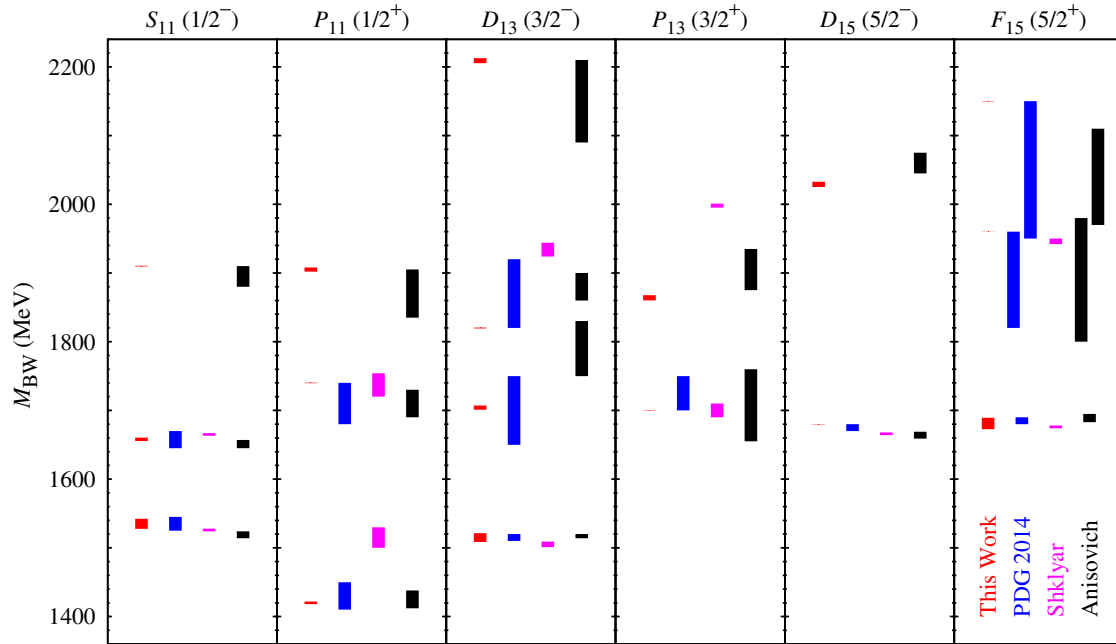 S₁₁ (1/2⁻) P₁₁ (1/2⁺) D₁₃ (3/2⁻) P₁₃ (3/2⁺) D₁₅ (5/2⁻) F₁₅ (5/2⁺)
M_BW (MeV)
2200
2000
1800
1600
1400
This Work
PDG 2014
Shklyar
Anisovich